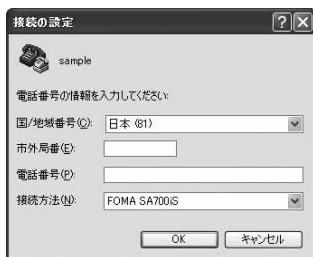 接続の設定
sample
電話番号の情報を入力してください:
国/地域番号(C): 日本 (81)
市外局番(E):
電話番号(P):
接続方法(N): FOMA SA700iS
OK キャンセル